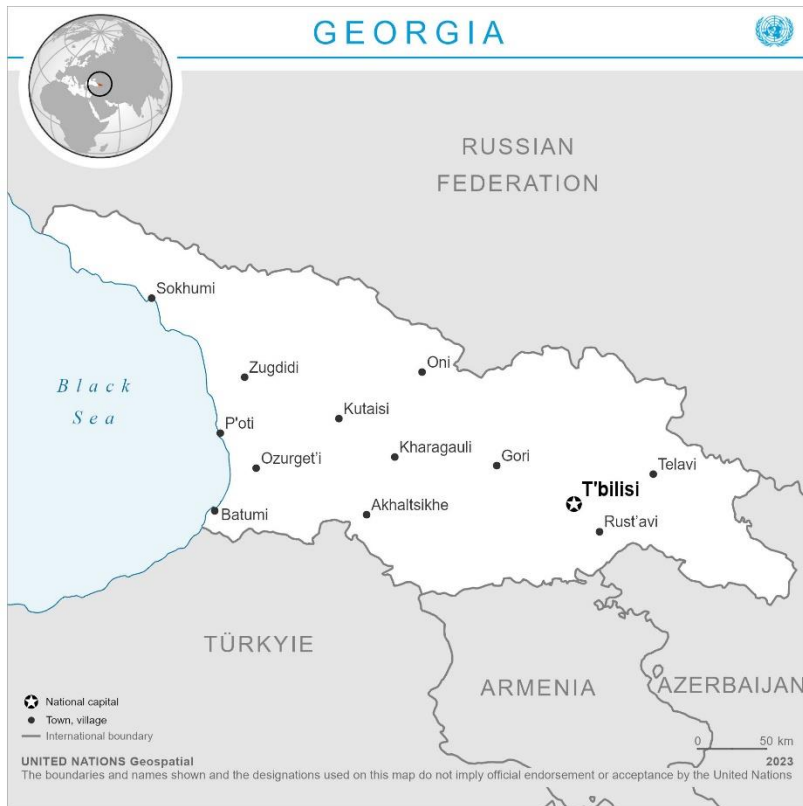 GEORGIA
RUSSIAN
FEDERATION
Sokhumi
Oni
Zugdidi
Black
Sea
Kutaisi
P'oti
Kharagauli
Gori
Ozurget'i
Telavi
T'bilisi
Akhaltsikhe
Batumi
Rust'avi
TÜRKYIE
ARMENIA
AZERBAIJAN
National capital
Town, village
International boundary
0 50 km
UNITED NATIONS Geospatial 2023
The boundaries and names shown and the designations used on this map do not imply official endorsement or acceptance by the United Nations